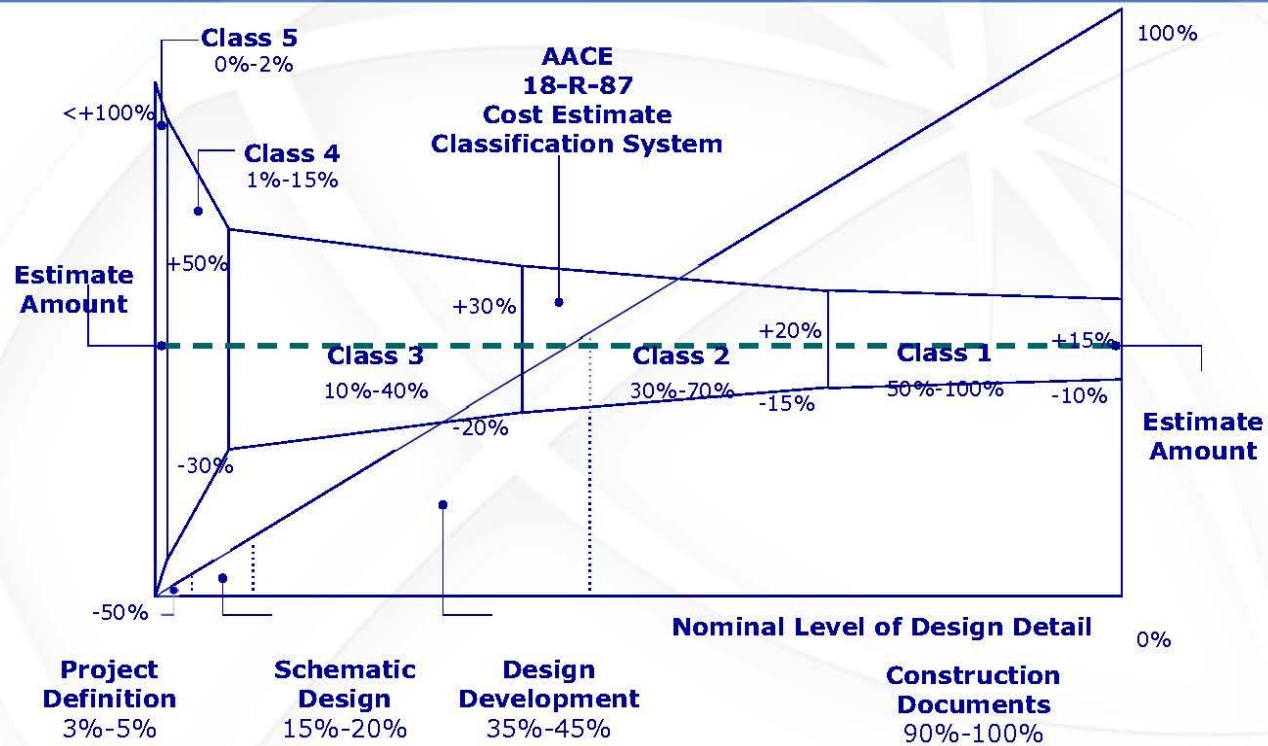 Class 5
0%-2%
<+100%
AACE
18-R-87
Cost Estimate
Classification System
100%
Class 4
1%-15%
+50%
Estimate
Amount
+30%
+20%
+15%
Class 3
10%-40%
Class 2
30%-70%
Class 1
50%-100%
-30%
-20%
-15%
-10%
Estimate
Amount
-50%
Nominal Level of Design Detail
0%
Project
Definition
3%-5%
Schematic
Design
15%-20%
Design
Development
35%-45%
Construction
Documents
90%-100%